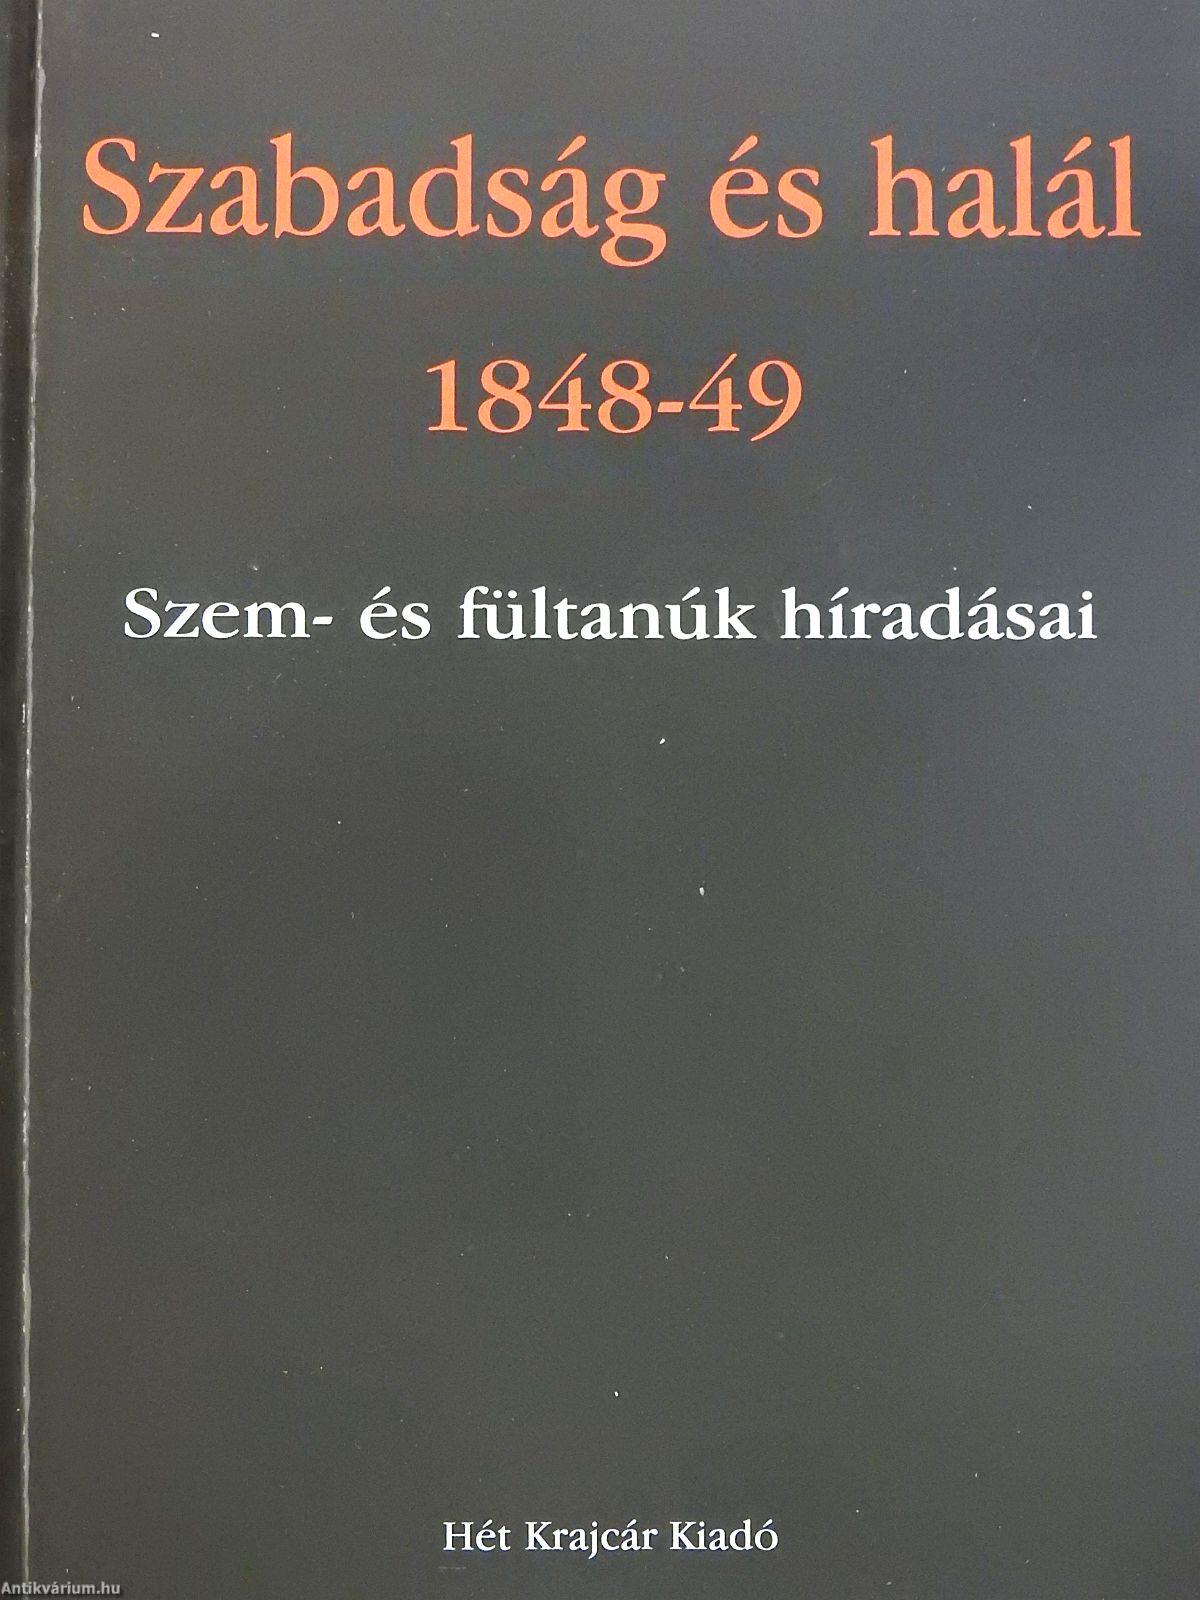 Szabadság és halál
1848-49
Szem- és fültanúk híradásai
Hét Krajcár Kiadó
Antikvárium.hu